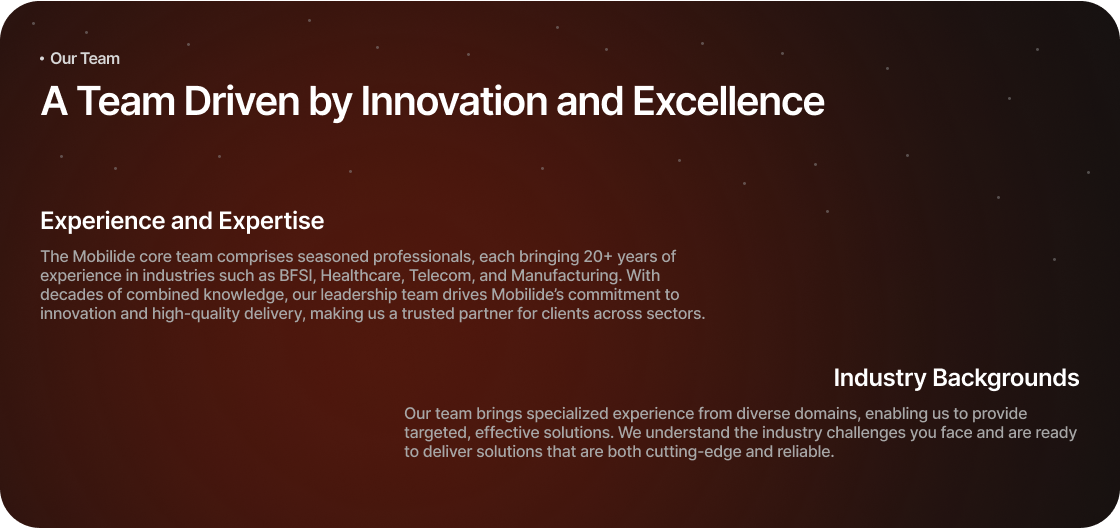 • Our Team
A Team Driven by Innovation and Excellence
Experience and Expertise
The Mobilide core team comprises seasoned professionals, each bringing 20+ years of
experience in industries such as BFSI, Healthcare, Telecom, and Manufacturing. With
decades of combined knowledge, our leadership team drives Mobilide’s commitment to
innovation and high-quality delivery, making us a trusted partner for clients across sectors.
Industry Backgrounds
Our team brings specialized experience from diverse domains, enabling us to provide
targeted, effective solutions. We understand the industry challenges you face and are ready
to deliver solutions that are both cutting-edge and reliable.